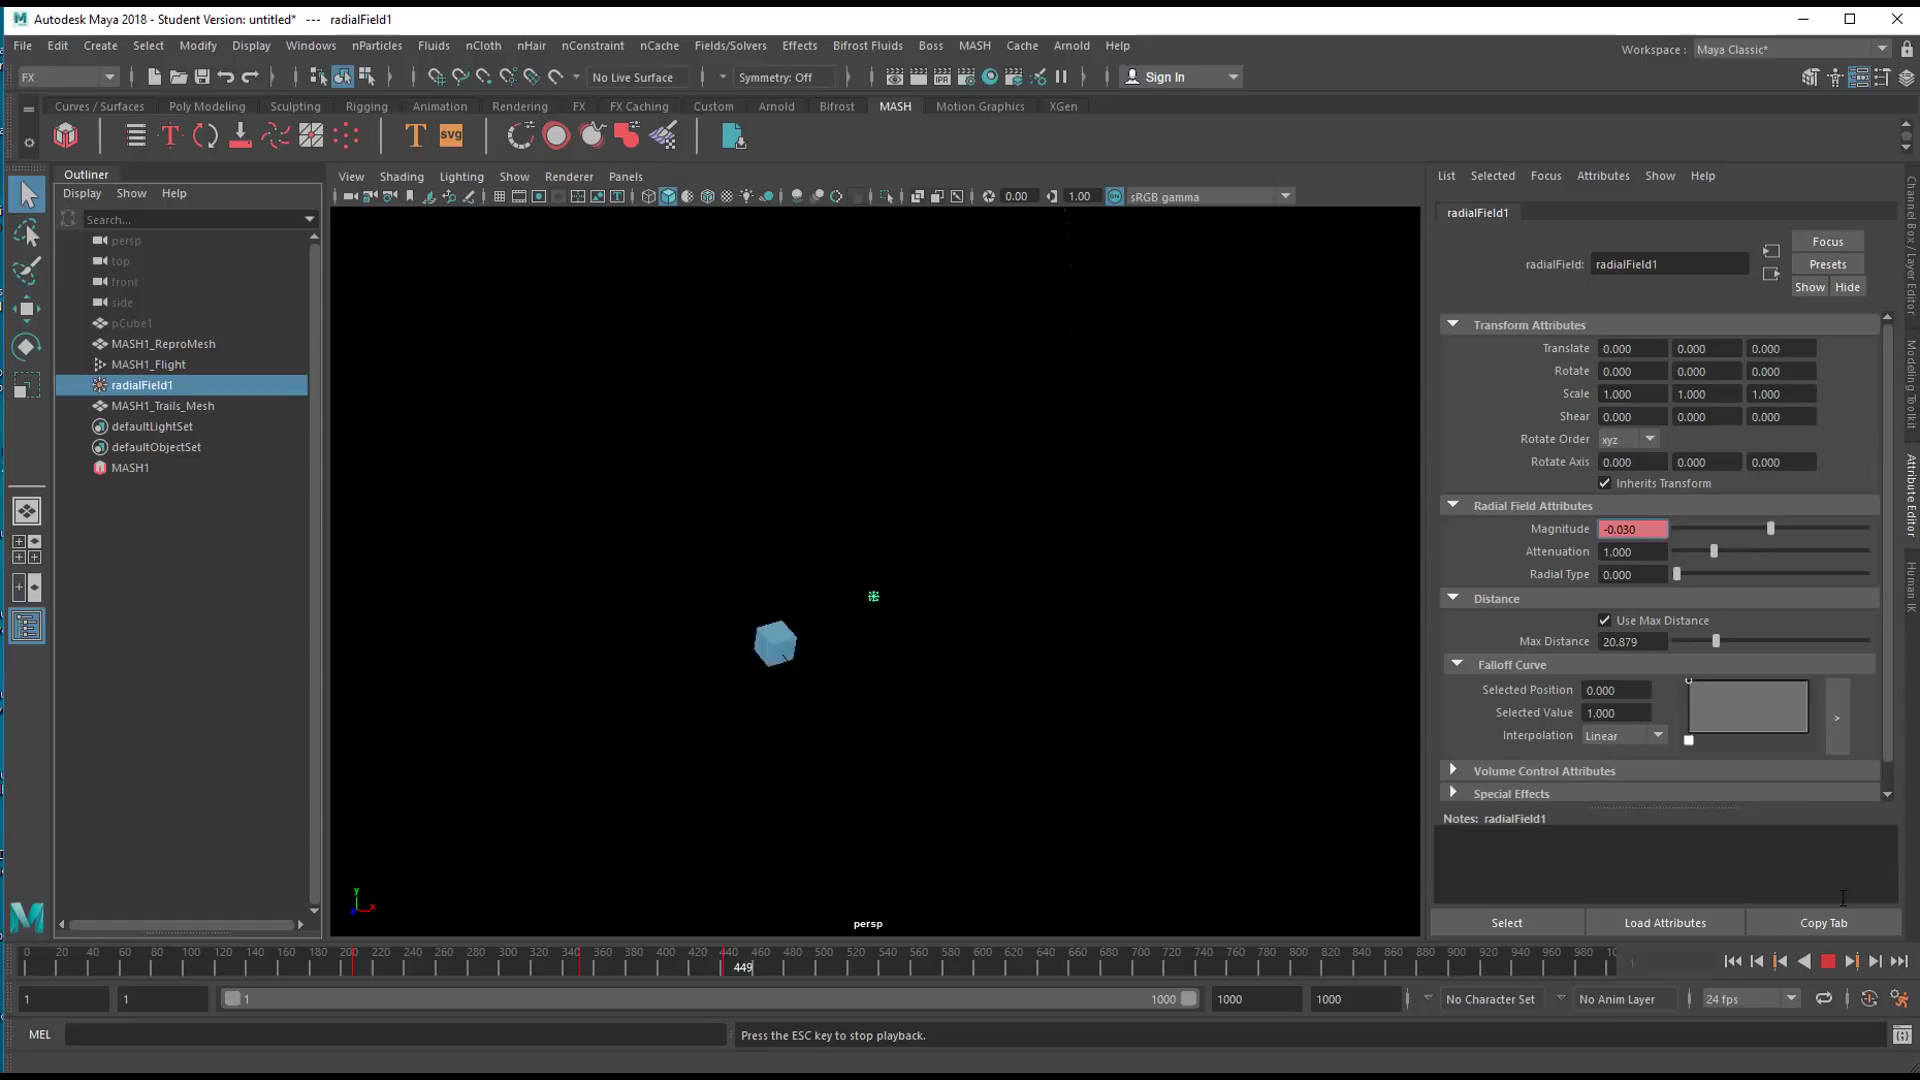 Autodesk Maya 2018 - Student Version: untitled* --- radialField1
File Edit Create Select Modify Display Windows nParticles Fluids nCloth nHair nConstraint nCache Fields/Solvers Effects Bifrost Fluids Boss MASH Cache Arnold Help
Workspace : Maya Classic*
FX No Live Surface Symmetry: Off Sign In
Curves / Surfaces Poly Modeling Sculpting Rigging Animation Rendering FX FX Caching Custom Arnold Bifrost MASH Motion Graphics XGen
T T SVG
Outliner
Display Show Help
Search...
persp
top
front
side
pCube1
MASH1_ReproMesh
MASH1_Flight
radialField1
MASH1_Trails_Mesh
defaultLightSet
defaultObjectSet
MASH1
View Shading Lighting Show Renderer Panels
0.00 1.00 sRGB gamma
y
x
persp
List Selected Focus Attributes Show Help
radialField1
radialField: radialField1
Focus
Presets
Show Hide
Transform Attributes
Translate 0.000 0.000 0.000
Rotate 0.000 0.000 0.000
Scale 1.000 1.000 1.000
Shear 0.000 0.000 0.000
Rotate Order xyz
Rotate Axis 0.000 0.000 0.000
Inherits Transform
Radial Field Attributes
Magnitude -0.030
Attenuation 1.000
Radial Type 0.000
Distance
Use Max Distance
Max Distance 20.879
Falloff Curve
Selected Position 0.000
Selected Value 1.000
Interpolation Linear
>
Volume Control Attributes
Special Effects
Notes: radialField1
Select Load Attributes Copy Tab
Channel Box / Layer Editor
Modeling Toolkit
Attribute Editor
Human IK
0 20 40 60 80 100 120 140 160 180 200 220 240 260 280 300 320 340 360 380 400 420 440 460 480 500 520 540 560 580 600 620 640 660 680 700 720 740 760 780 800 820 840 860 880 900 920 940 960 980
449
1 1 1 1000 1000 1000 No Character Set No Anim Layer 24 fps
MEL Press the ESC key to stop playback.